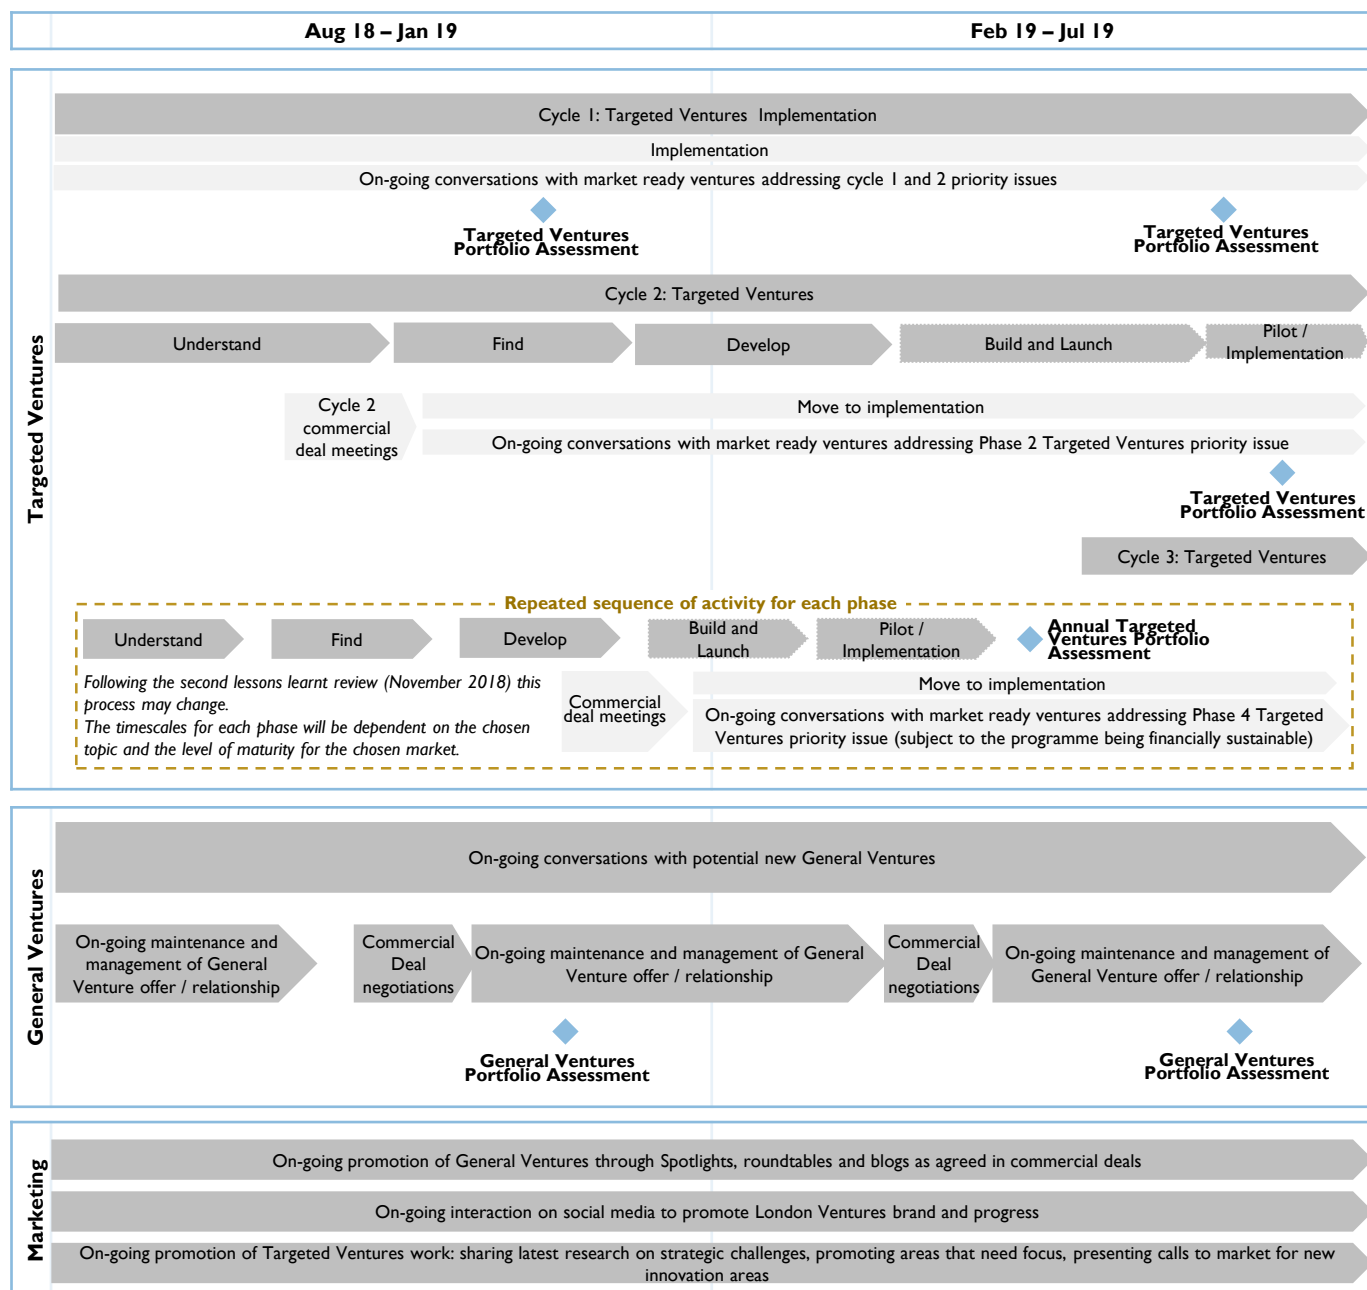 Aug 18 – Jan 19
Feb 19 – Jul 19
Targeted Ventures
Cycle 1: Targeted Ventures Implementation
Implementation
On-going conversations with market ready ventures addressing cycle 1 and 2 priority issues
Targeted Ventures
Portfolio Assessment
Targeted Ventures
Portfolio Assessment
Cycle 2: Targeted Ventures
Understand
Find
Develop
Build and Launch
Pilot /
Implementation
Cycle 2
commercial
deal meetings
Move to implementation
On-going conversations with market ready ventures addressing Phase 2 Targeted Ventures priority issue
Targeted Ventures
Portfolio Assessment
Cycle 3: Targeted Ventures
Repeated sequence of activity for each phase
Understand
Find
Develop
Build and
Launch
Pilot /
Implementation
Annual Targeted
Ventures Portfolio
Assessment
Following the second lessons learnt review (November 2018) this
process may change.
The timescales for each phase will be dependent on the chosen
topic and the level of maturity for the chosen market.
Commercial
deal meetings
Move to implementation
On-going conversations with market ready ventures addressing Phase 4 Targeted
Ventures priority issue (subject to the programme being financially sustainable)
General Ventures
On-going conversations with potential new General Ventures
On-going maintenance and
management of General
Venture offer / relationship
Commercial
Deal
negotiations
On-going maintenance and management of General
Venture offer / relationship
Commercial
Deal
negotiations
On-going maintenance and management of
General Venture offer / relationship
General Ventures
Portfolio Assessment
General Ventures
Portfolio Assessment
Marketing
On-going promotion of General Ventures through Spotlights, roundtables and blogs as agreed in commercial deals
On-going interaction on social media to promote London Ventures brand and progress
On-going promotion of Targeted Ventures work: sharing latest research on strategic challenges, promoting areas that need focus, presenting calls to market for new
innovation areas